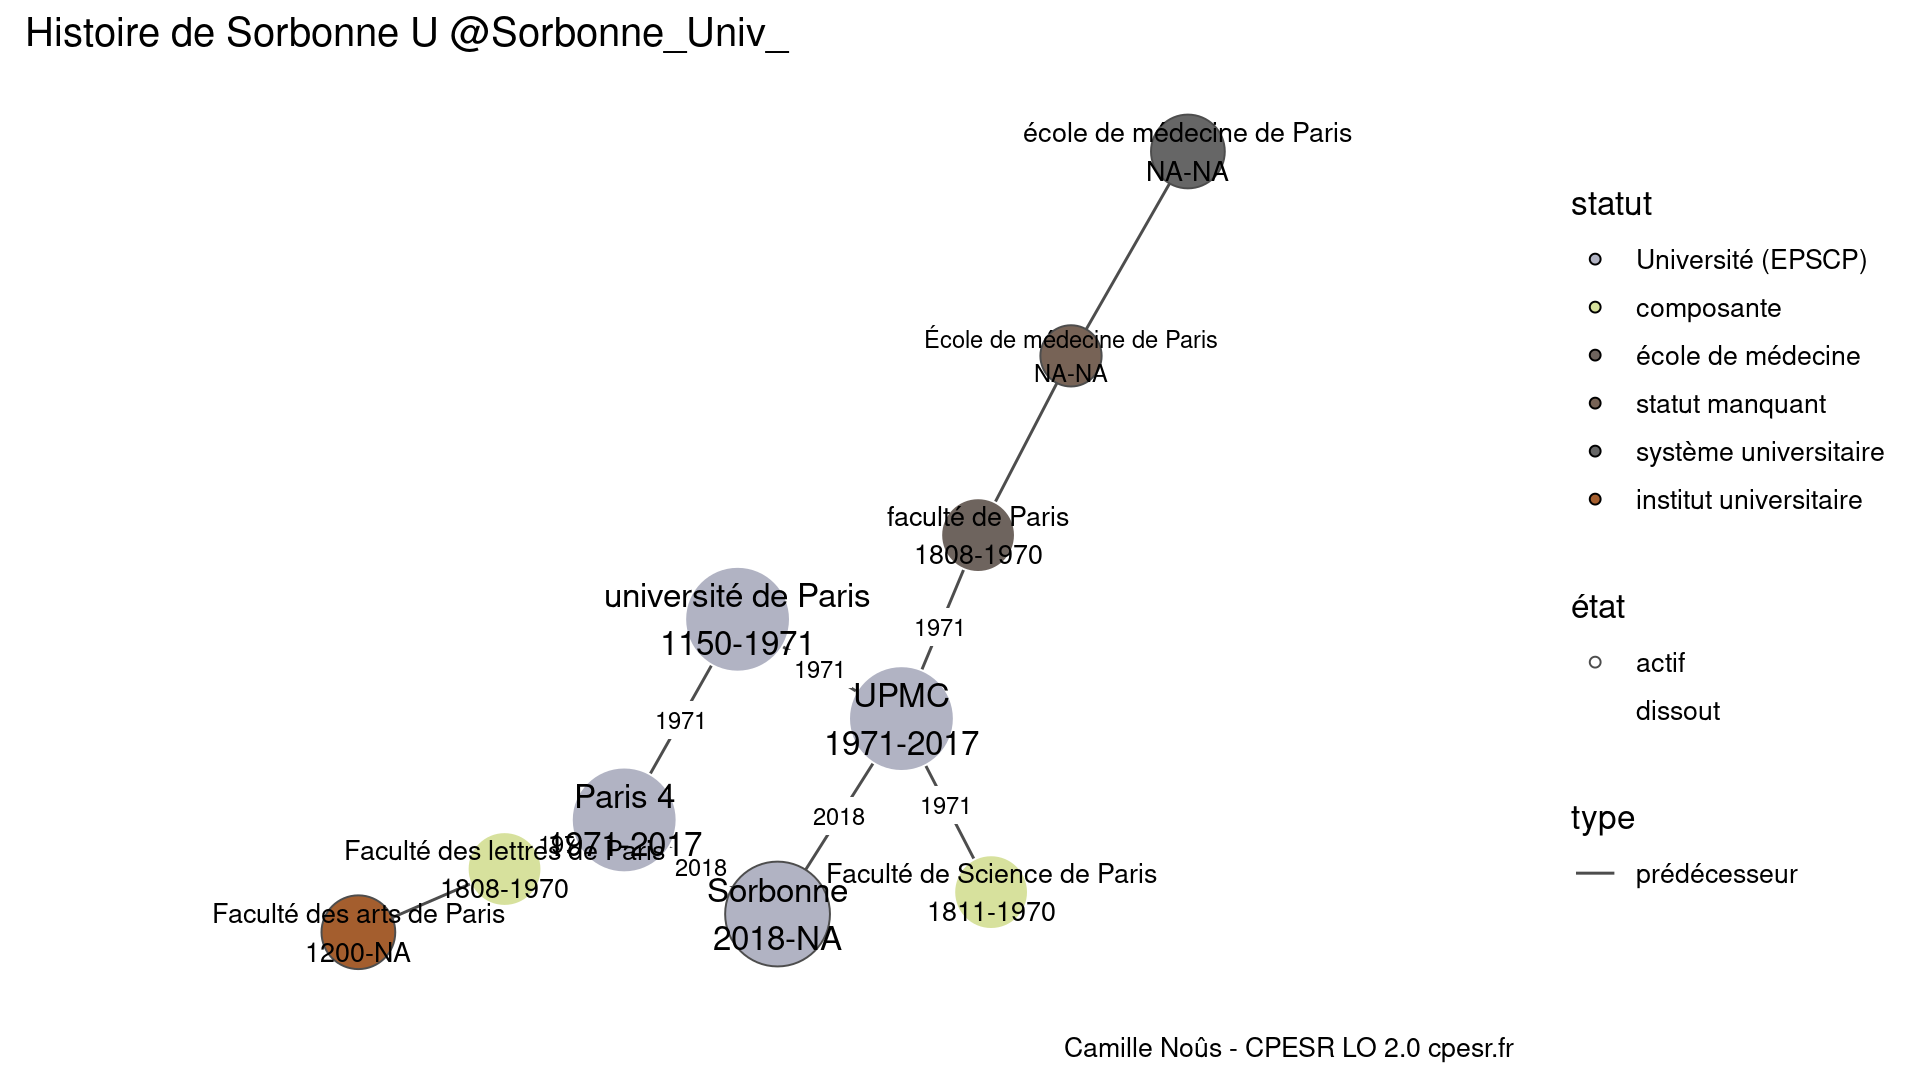 Histoire de Sorbonne U @Sorbonne_Univ_
école de médecine de Paris
NA-NA
École de médecine de Paris
NA-NA
faculté de Paris
1808-1970
1971
université de Paris
1150-1971
1971
1971
UPMC
1971-2017
Paris 4
1971-2017
2018
1971
2018
Faculté des lettres de Paris
1808-1970
Sorbonne
2018-NA
Faculté de Science de Paris
1811-1970
Faculté des arts de Paris
1200-NA
statut
Université (EPSCP)
composante
école de médecine
statut manquant
système universitaire
institut universitaire
état
actif
dissout
type
prédécesseur
Camille Noûs - CPESR LO 2.0 cpesr.fr